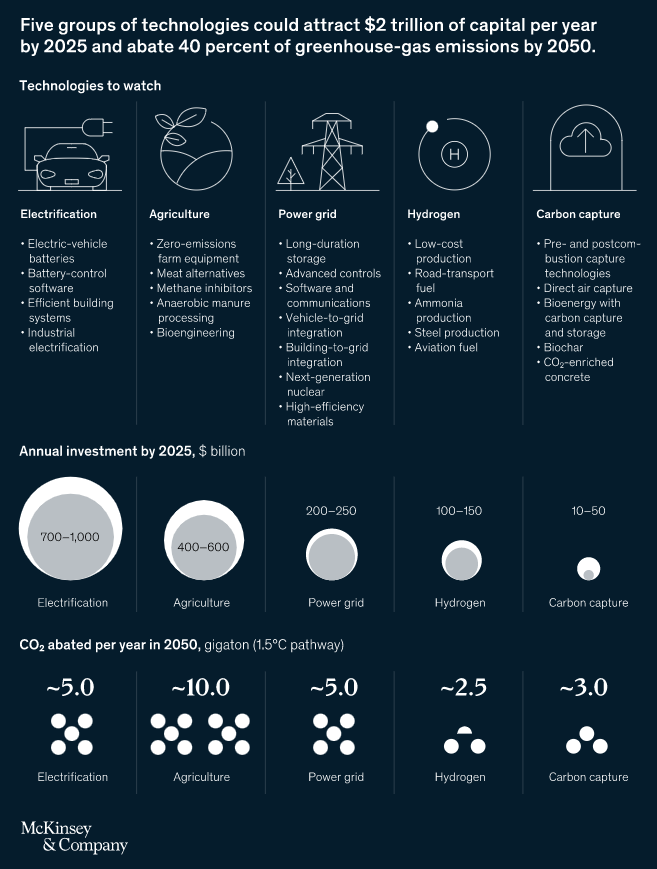 Five groups of technologies could attract $2 trillion of capital per year
by 2025 and abate 40 percent of greenhouse-gas emissions by 2050.
Technologies to watch
H
Electrification
• Electric-vehicle
batteries
• Battery-control
software
• Efficient building
systems
• Industrial
electrification
Agriculture
• Zero-emissions
farm equipment
• Meat alternatives
• Methane inhibitors
• Anaerobic manure
processing
• Bioengineering
Power grid
• Long-duration
storage
• Advanced controls
• Software and
communications
• Vehicle-to-grid
integration
• Building-to-grid
integration
• Next-generation
nuclear
• High-efficiency
materials
Hydrogen
• Low-cost
production
• Road-transport
fuel
• Ammonia
production
• Steel production
• Aviation fuel
Carbon capture
• Pre- and postcom-
bustion capture
technologies
• Direct air capture
• Bioenergy with
carbon capture
and storage
• Biochar
• CO₂-enriched
concrete
Annual investment by 2025, $ billion
700–1,000
Electrification
400–600
Agriculture
200–250
Power grid
100–150
Hydrogen
10–50
Carbon capture
CO₂ abated per year in 2050, gigaton (1.5°C pathway)
~5.0
Electrification
~10.0
Agriculture
~5.0
Power grid
~2.5
Hydrogen
~3.0
Carbon capture
McKinsey
& Company